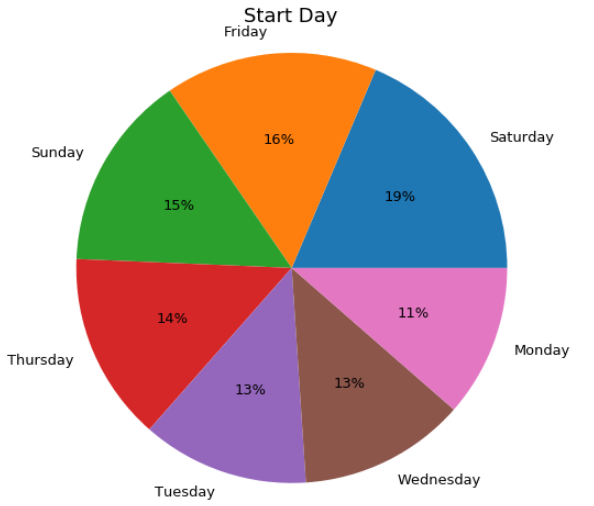 Start Day
Friday
Saturday
16%
Sunday
19%
15%
11%
14%
Monday
Thursday
13%
13%
Wednesday
Tuesday